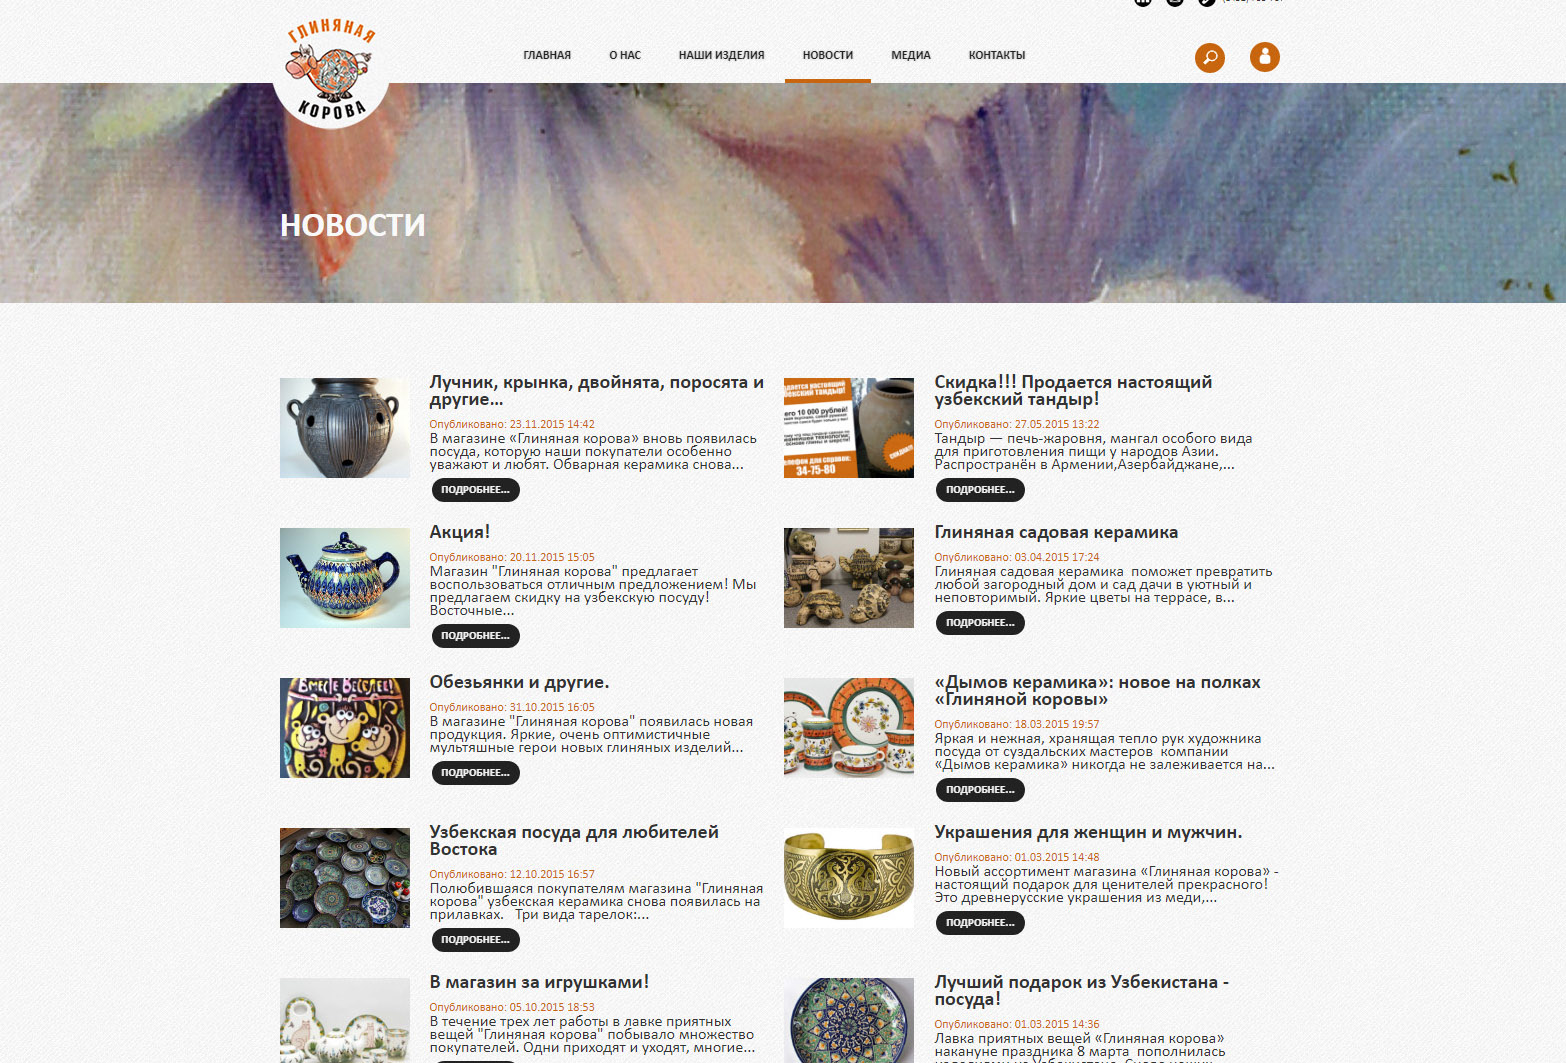 ГЛИНЯНАЯ
КОРОВА
ГЛАВНАЯ
О НАС
НАШИ ИЗДЕЛИЯ
НОВОСТИ
МЕДИА
КОНТАКТЫ
НОВОСТИ
Лучник, крынка, двойнята, поросята и
другие...
Опубликовано: 23.11.2015 14:42
В магазине «Глиняная корова» вновь появилась
посуда, которую наши покупатели особенно
уважают и любят. Обварная керамика снова...
ПОДРОБНЕЕ...
Скидка!!! Продается настоящий
узбекский тандыр!
Опубликовано: 27.05.2015 13:22
Тандыр — печь-жаровня, мангал особого вида
для приготовления пищи у народов Азии.
Распространён в Армении,Азербайджане,...
ПОДРОБНЕЕ...
10 000 рублей!
34-75-80
Акция!
Опубликовано: 20.11.2015 15:05
Магазин "Глиняная корова" предлагает
воспользоваться отличным предложением! Мы
предлагаем скидку на узбекскую посуду!
Восточные...
ПОДРОБНЕЕ...
Глиняная садовая керамика
Опубликовано: 03.04.2015 17:24
Глиняная садовая керамика  поможет превратить
любой загородный дом и сад дачи в уютный и
неповторимый. Яркие цветы на террасе, в...
ПОДРОБНЕЕ...
Вместе веселее!
Обезьянки и другие.
Опубликовано: 31.10.2015 16:05
В магазине "Глиняная корова" появилась новая
продукция. Яркие, очень оптимистичные
мультяшные герои новых глиняных изделий...
ПОДРОБНЕЕ...
«Дымов керамика»: новое на полках
«Глиняной коровы»
Опубликовано: 18.03.2015 19:57
Яркая и нежная, хранящая тепло рук художника
посуда от суздальских мастеров  компании
«Дымов керамика» никогда не залеживается на...
ПОДРОБНЕЕ...
Узбекская посуда для любителей
Востока
Опубликовано: 12.10.2015 16:57
Полюбившаяся покупателям магазина "Глиняная
корова" узбекская керамика снова появилась на
прилавках.   Три вида тарелок:...
ПОДРОБНЕЕ...
Украшения для женщин и мужчин.
Опубликовано: 01.03.2015 14:48
Новый ассортимент магазина «Глиняная корова» -
настоящий подарок для ценителей прекрасного!
Это древнерусские украшения из меди,...
ПОДРОБНЕЕ...
В магазин за игрушками!
Опубликовано: 05.10.2015 18:53
В течение трех лет работы в лавке приятных
вещей "Глиняная корова" побывало множество
покупателей. Одни приходят и уходят, многие...
Лучший подарок из Узбекистана -
посуда!
Опубликовано: 01.03.2015 14:36
Лавка приятных вещей «Глиняная корова»
накануне праздника 8 марта  пополнилась